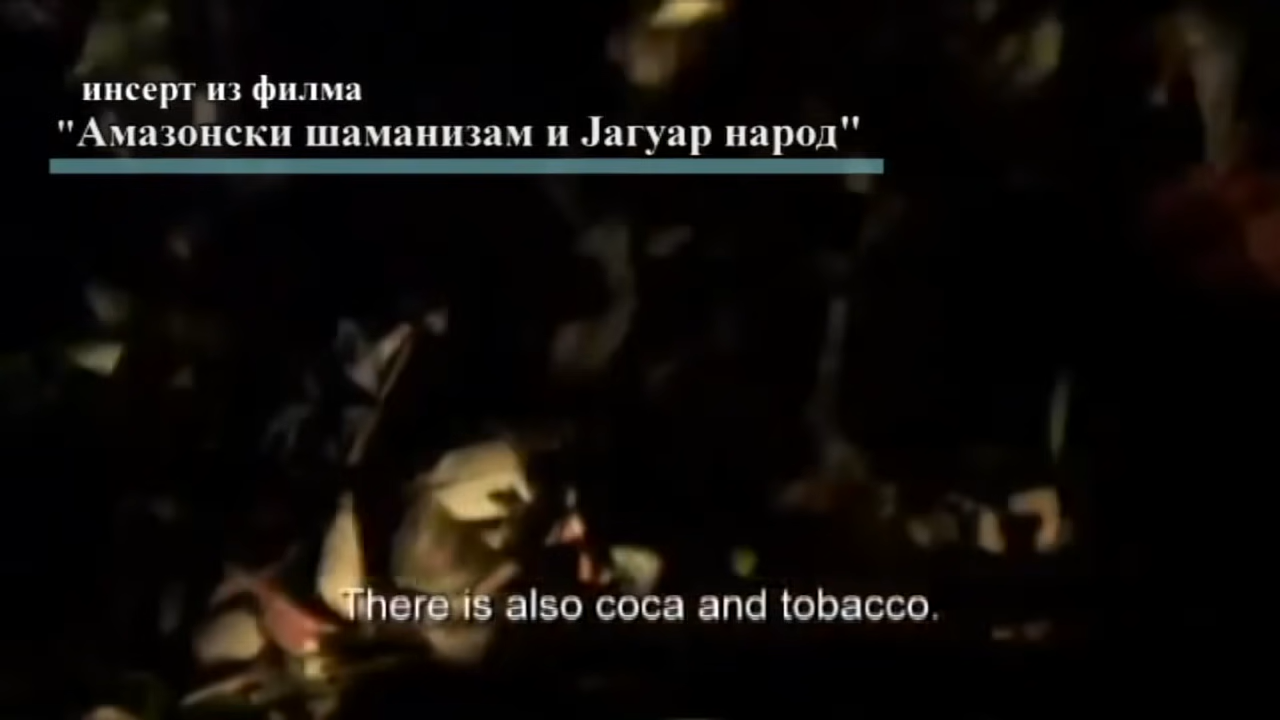 инсерт из филма
"Амазонски шаманизам и Јагуар народ"
There is also coca and tobacco.